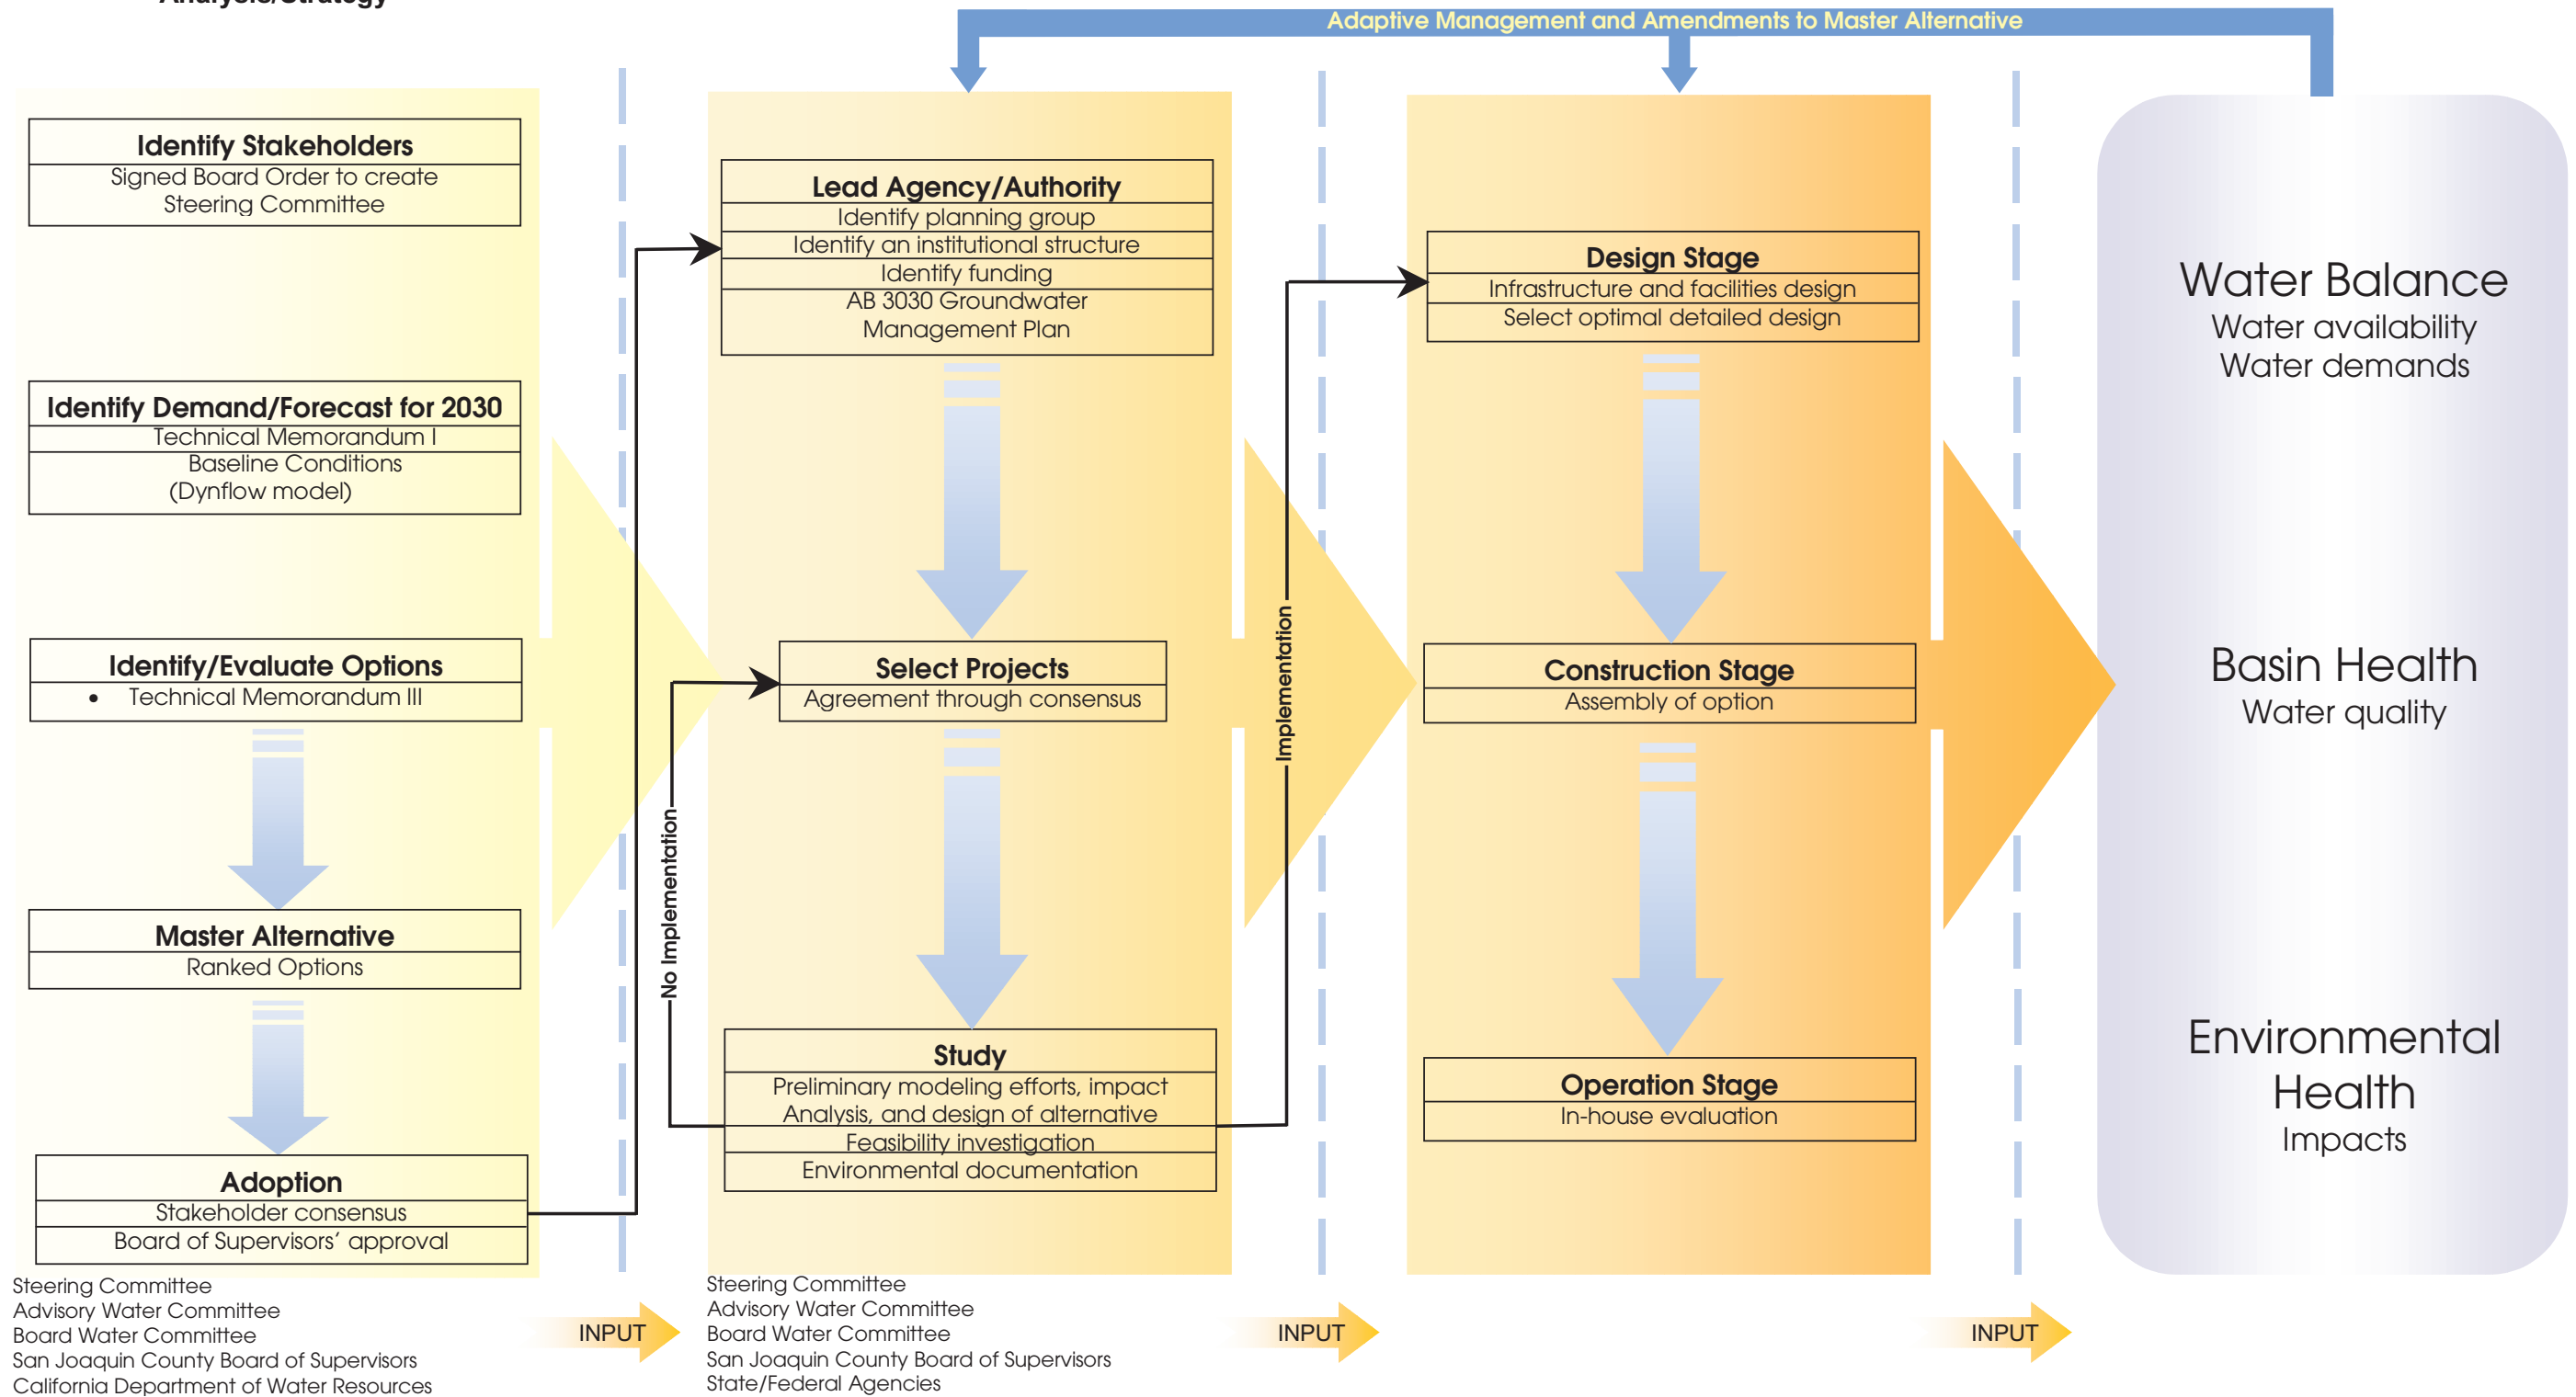 Analysis/Strategy
Adaptive Management and Amendments to Master Alternative
Identify Stakeholders
Signed Board Order to create
Steering Committee
Identify Demand/Forecast for 2030
Technical Memorandum I
Baseline Conditions
(Dynflow model)
Identify/Evaluate Options
• Technical Memorandum III
Master Alternative
Ranked Options
Adoption
Stakeholder consensus
Board of Supervisors’ approval
Steering Committee
Advisory Water Committee
Board Water Committee
San Joaquin County Board of Supervisors
California Department of Water Resources
INPUT
No Implementation
Lead Agency/Authority
Identify planning group
Identify an institutional structure
Identify funding
AB 3030 Groundwater
Management Plan
Select Projects
Agreement through consensus
Study
Preliminary modeling efforts, impact
Analysis, and design of alternative
Feasibility investigation
Environmental documentation
Steering Committee
Advisory Water Committee
Board Water Committee
San Joaquin County Board of Supervisors
State/Federal Agencies
INPUT
Implementation
Design Stage
Infrastructure and facilities design
Select optimal detailed design
Construction Stage
Assembly of option
Operation Stage
In-house evaluation
INPUT
Water Balance
Water availability
Water demands
Basin Health
Water quality
Environmental
Health
Impacts